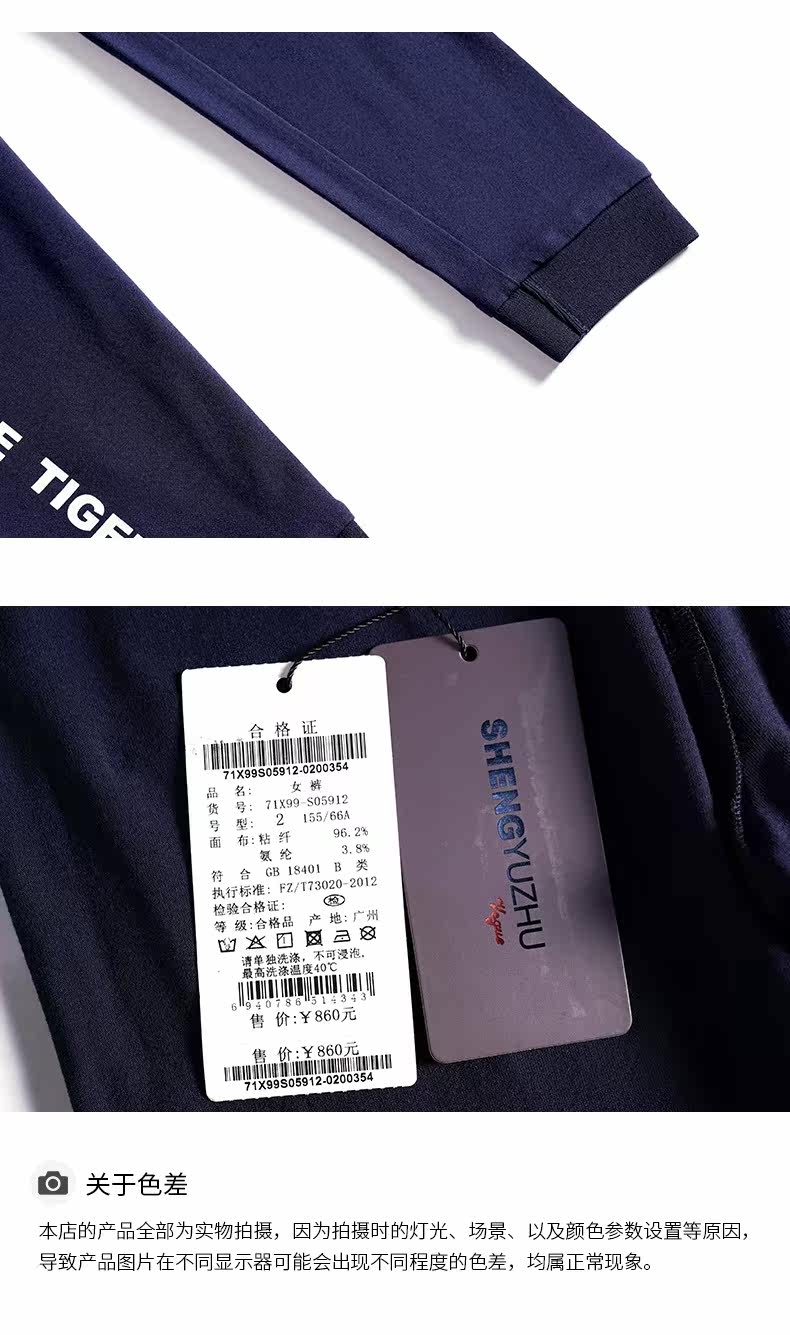 E TIGE
合格证
71X99S05912-0200354
品 名: 女裤
货 号: 71X99-S05912
号 型: 2 155/66A
面 布:粘纤 96.2%
氨纶 3.8%
符 合 GB 18401 B 类
执行标准: FZ/T73020-2012
检验合格证: 检
等 级:合格品 产 地:广州
请单独洗涤，不可浸泡，
最高洗涤温度40℃
6 940786 514343
售 价:￥860元
售 价:￥860元
71X99S05912-0200354
SHENGYUZHU
Vogue
关于色差
本店的产品全部为实物拍摄，因为拍摄时的灯光、场景、以及颜色参数设置等原因，
导致产品图片在不同显示器可能会出现不同程度的色差，均属正常现象。